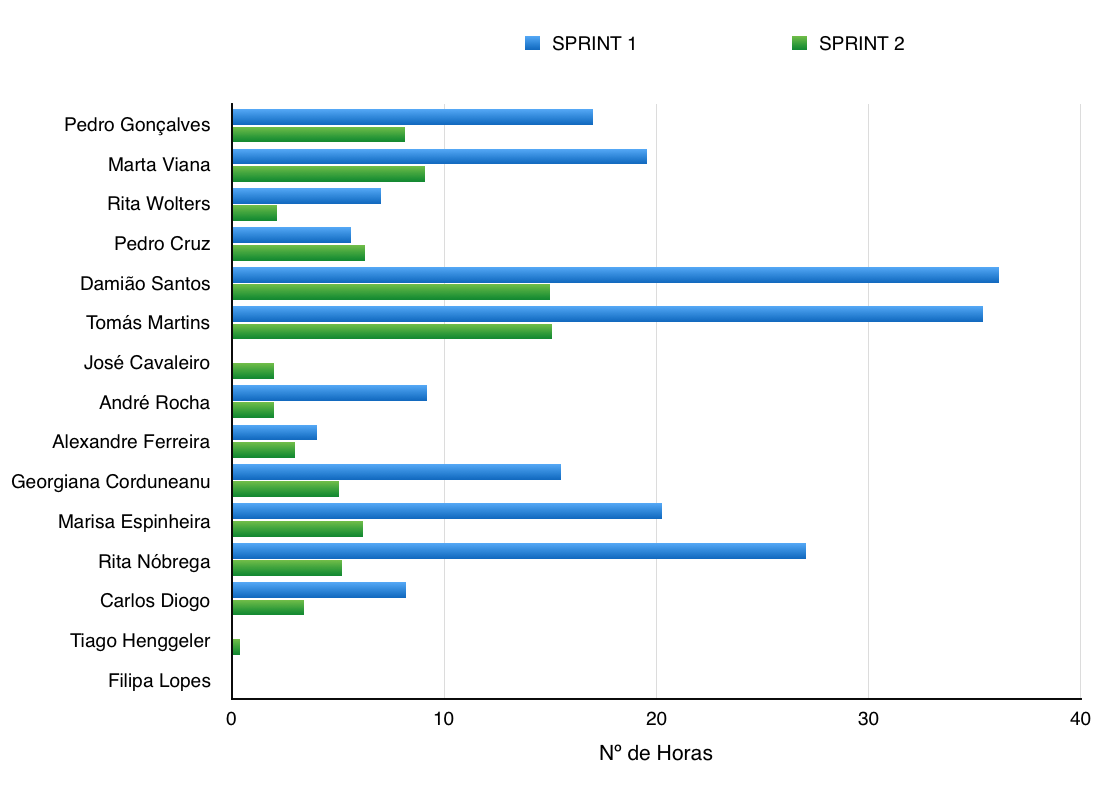 SPRINT 1 SPRINT 2
Pedro Gonçalves
Marta Viana
Rita Wolters
Pedro Cruz
Damião Santos
Tomás Martins
José Cavaleiro
André Rocha
Alexandre Ferreira
Georgiana Corduneanu
Marisa Espinheira
Rita Nóbrega
Carlos Diogo
Tiago Henggeler
Filipa Lopes
0 10 20 30 40
Nº de Horas